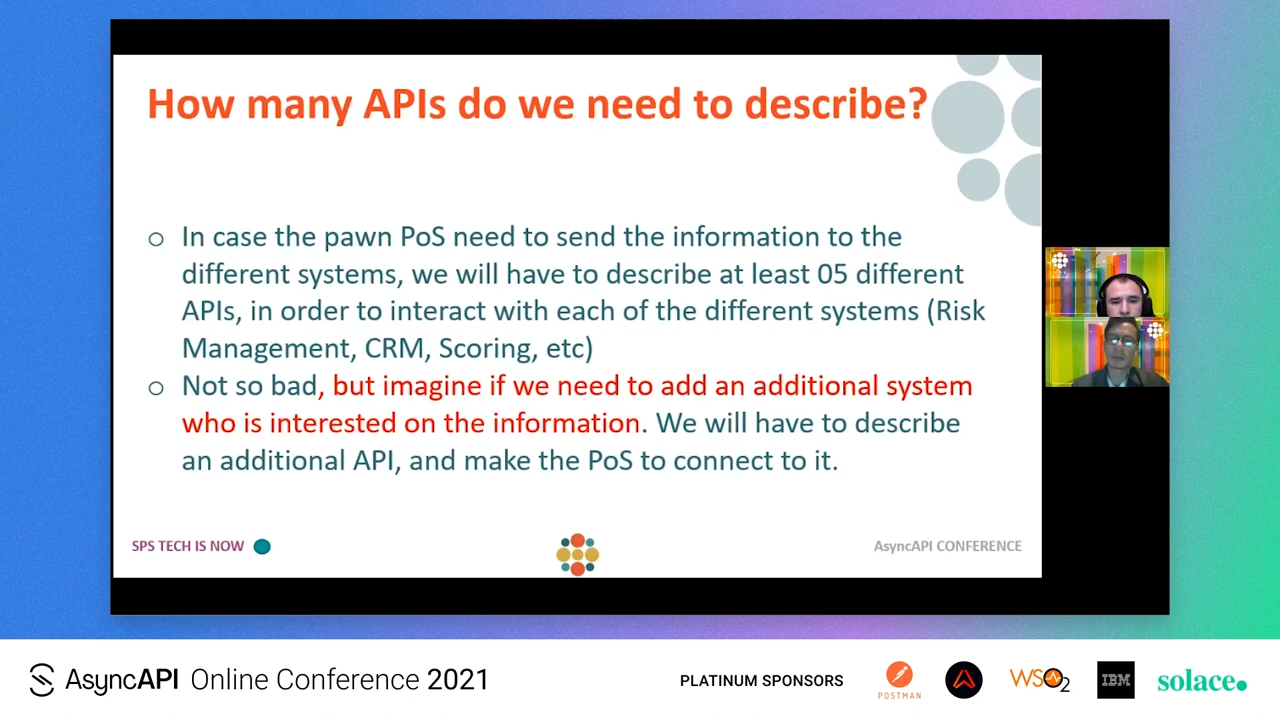 How many APIs do we need to describe?
o In case the pawn PoS need to send the information to the
different systems, we will have to describe at least 05 different
APIs, in order to interact with each of the different systems (Risk
Management, CRM, Scoring, etc)
o Not so bad, but imagine if we need to add an additional system
who is interested on the information. We will have to describe
an additional API, and make the PoS to connect to it.
SPS TECH IS NOW
AsyncAPI CONFERENCE
AsyncAPI Online Conference 2021
PLATINUM SPONSORS
POSTMAN
WSO2
IBM
solace.